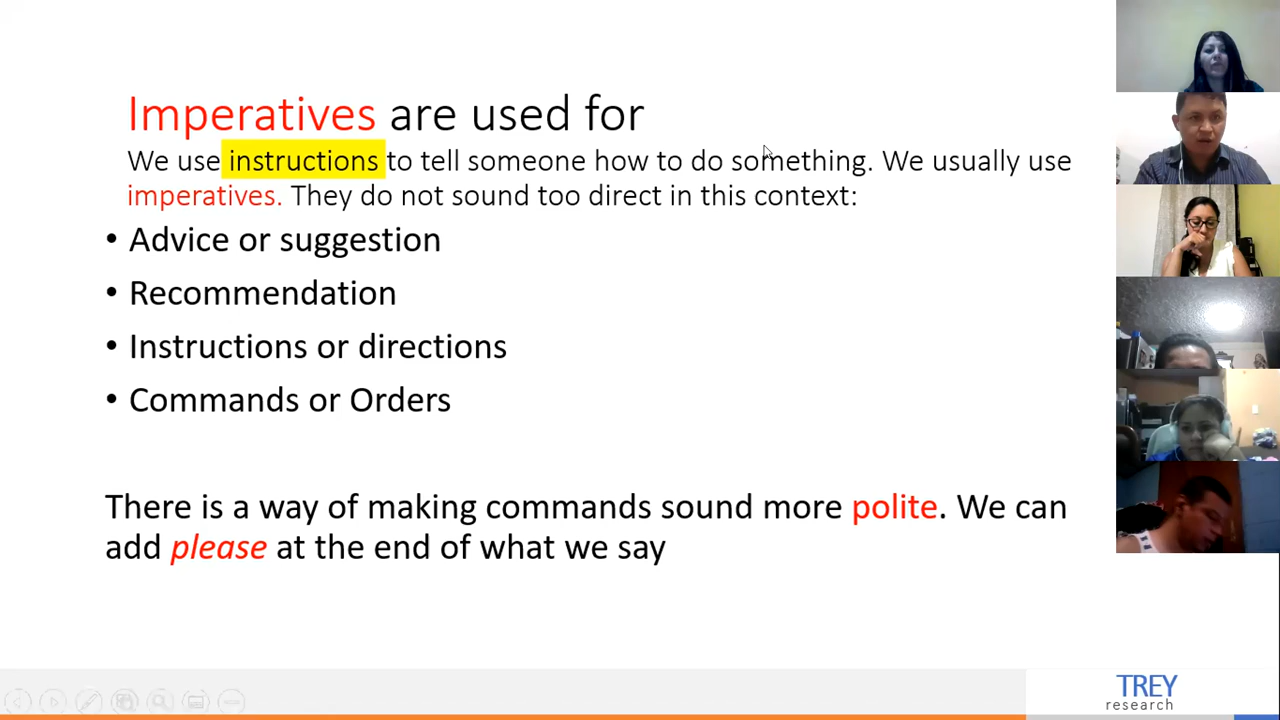 Imperatives are used for
We use instructions to tell someone how to do something. We usually use
imperatives. They do not sound too direct in this context:
• Advice or suggestion
• Recommendation
• Instructions or directions
• Commands or Orders
There is a way of making commands sound more polite. We can
add please at the end of what we say
TREY
research